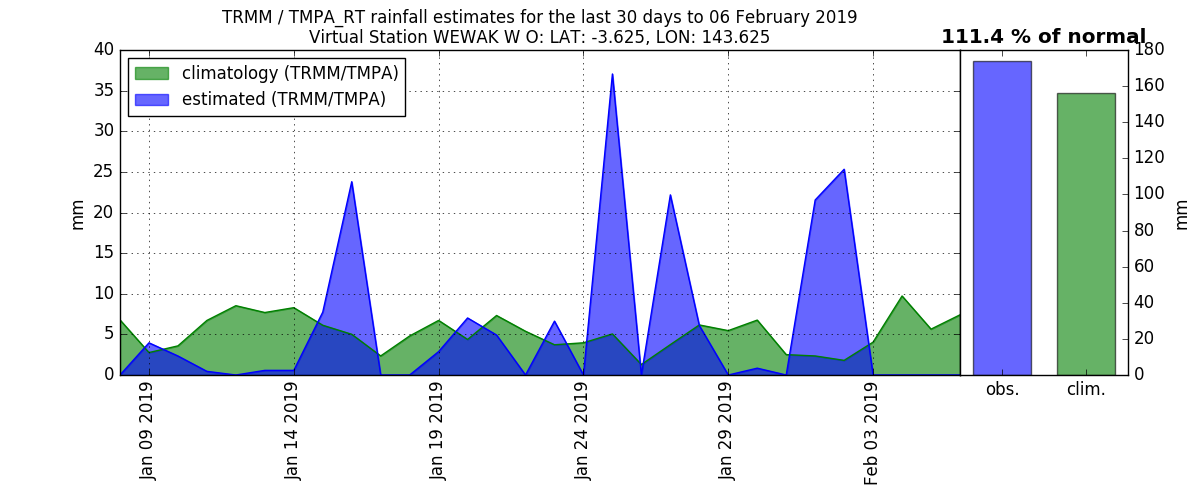 TRMM / TMPA_RT rainfall estimates for the last 30 days to 06 February 2019
Virtual Station WEWAK W O: LAT: -3.625, LON: 143.625
111.4 % of normal
climatology (TRMM/TMPA)
estimated (TRMM/TMPA)
40
35
30
25
20
15
10
5
0
mm
Jan 09 2019
Jan 14 2019
Jan 19 2019
Jan 24 2019
Jan 29 2019
Feb 03 2019
obs.
clim.
180
160
140
120
100
80
60
40
20
0
mm